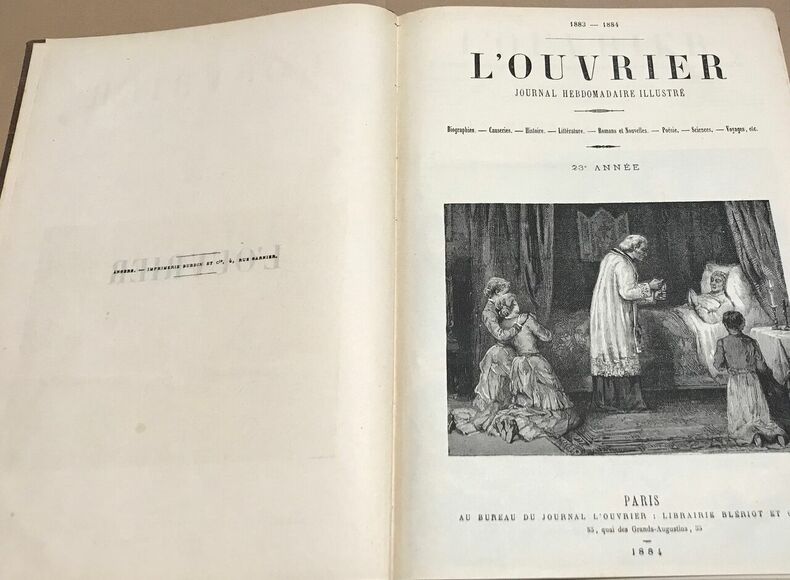 ANGERS. — IMPRIMERIE BURDIN ET Cie, 4, RUE GARNIER.
1883 — 1884
L'OUVRIER
JOURNAL HEBDOMADAIRE ILLUSTRÉ
Biographies. — Causeries. — Histoire. — Littérature. — Romans et Nouvelles. — Poésie. — Sciences. — Voyages, etc.
23e ANNÉE
PARIS
AU BUREAU DU JOURNAL L'OUVRIER : LIBRAIRIE BLÉRIOT ET
55, quai des Grands-Augustins, 55
1884